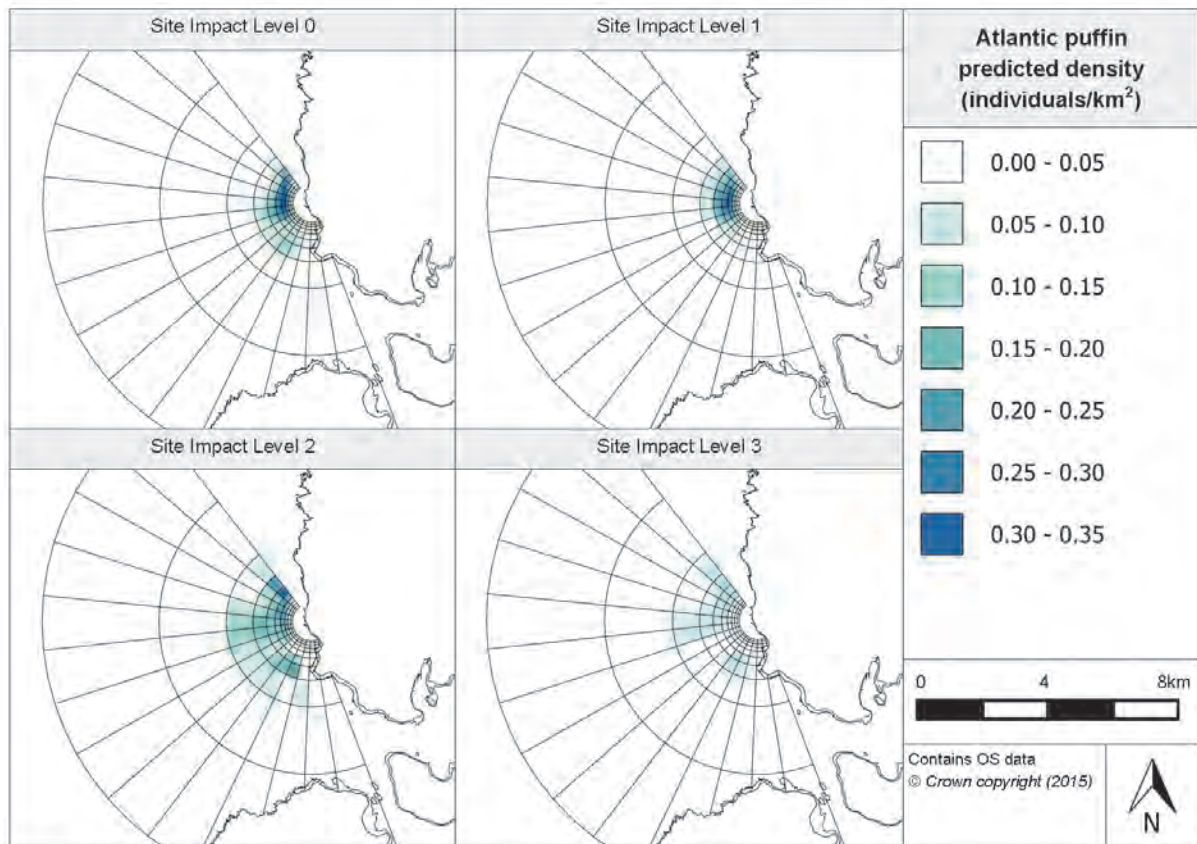 Site Impact Level 0
Site Impact Level 1
Site Impact Level 2
Site Impact Level 3
Atlantic puffin
predicted density
(individuals/km²)
0.00 - 0.05
0.05 - 0.10
0.10 - 0.15
0.15 - 0.20
0.20 - 0.25
0.25 - 0.30
0.30 - 0.35
0 4 8km
Contains OS data
© Crown copyright (2015)
N